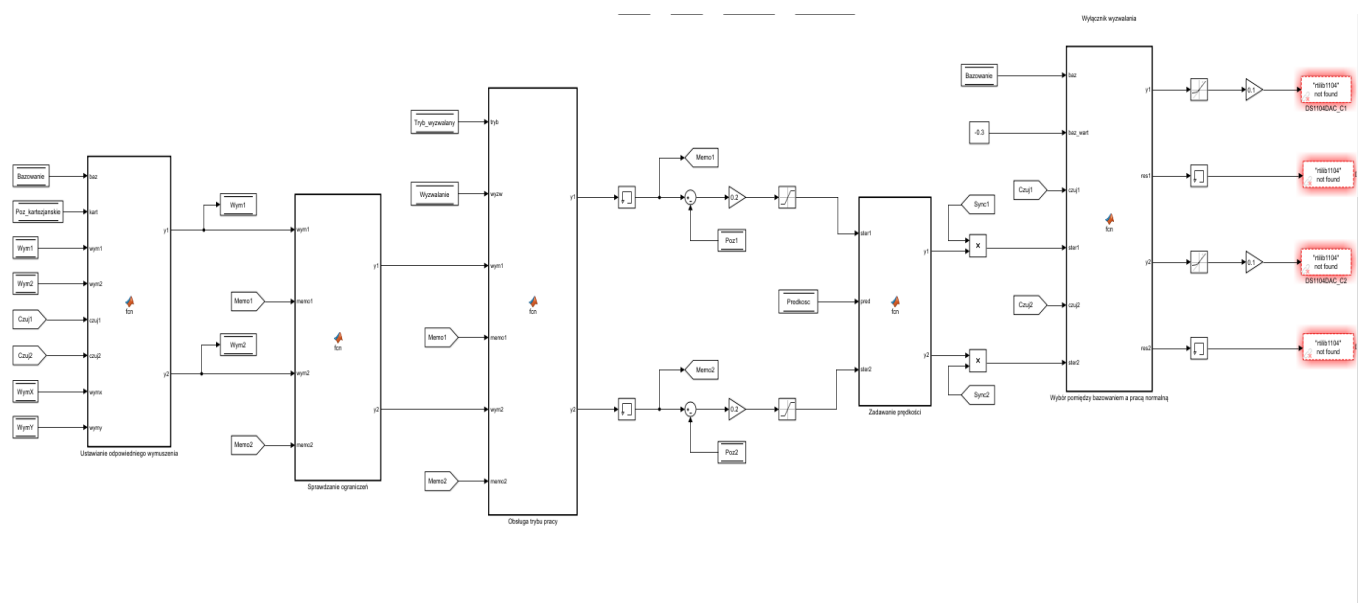 Wyłącznik wyzwalania
Bazowanie
Poz_kartezjanskie
Wym1
Wym2
Czuj1
Czuj2
WymX
WymY
baz
kart
wym1
wym2
czuj1
czuj2
wymx
wymy
fcn
y1
y2
Ustawianie odpowiedniego wymuszenia
Wym1
Memo1
Wym2
Memo2
wym1
memo1
wym2
memo2
fcn
y1
y2
Sprawdzanie ograniczeń
Tryb_wyzwalany
Wyzwalanie
Memo1
Memo2
tryb
wyzw
wym1
memo1
wym2
memo2
fcn
y1
y2
Obsługa trybu pracy
Memo1
0.2
Poz1
Predkosc
Memo2
0.2
Poz2
ster1
pred
ster2
fcn
y1
y2
Zadawanie prędkości
Sync1
x
x
Sync2
Bazowanie
-0.3
Czuj1
Czuj2
baz
baz_wart
czuj1
ster1
czuj2
ster2
fcn
y1
res1
y2
res2
Wybór pomiędzy bazowaniem a pracą normalną
0.1
"rtilib1104"
not found
DS1104DAC_C1
"rtilib1104"
not found
0.1
"rtilib1104"
not found
DS1104DAC_C2
"rtilib1104"
not found